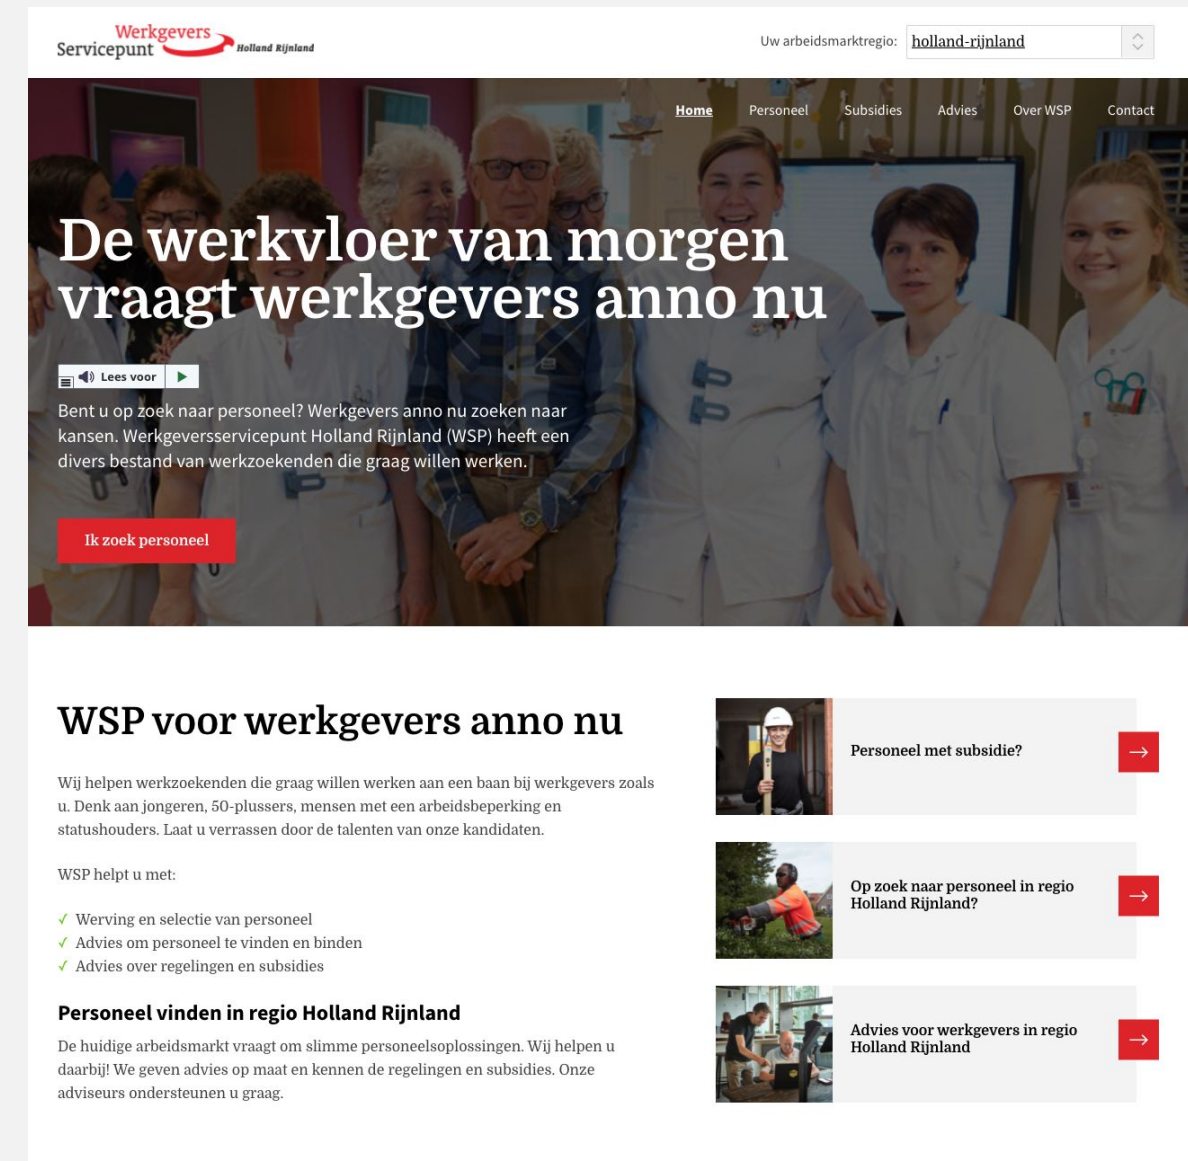 Werkgevers
Servicepunt
Holland Rijnland
Uw arbeidsmarktregio:
holland-rijnland
Home Personeel Subsidies Advies Over WSP Contact
De werkvloer van morgen
vraagt werkgevers anno nu
Lees voor
Bent u op zoek naar personeel? Werkgevers anno nu zoeken naar
kansen. Werkgeversservicepunt Holland Rijnland (WSP) heeft een
divers bestand van werkzoekenden die graag willen werken.
Ik zoek personeel
WSP voor werkgevers anno nu
Wij helpen werkzoekenden die graag willen werken aan een baan bij werkgevers zoals
u. Denk aan jongeren, 50-plussers, mensen met een arbeidsbeperking en
statushouders. Laat u verrassen door de talenten van onze kandidaten.
WSP helpt u met:
✓ Werving en selectie van personeel
✓ Advies om personeel te vinden en binden
✓ Advies over regelingen en subsidies
Personeel vinden in regio Holland Rijnland
De huidige arbeidsmarkt vraagt om slimme personeelsoplossingen. Wij helpen u
daarbij! We geven advies op maat en kennen de regelingen en subsidies. Onze
adviseurs ondersteunen u graag.
Personeel met subsidie?
Op zoek naar personeel in regio
Holland Rijnland?
Advies voor werkgevers in regio
Holland Rijnland